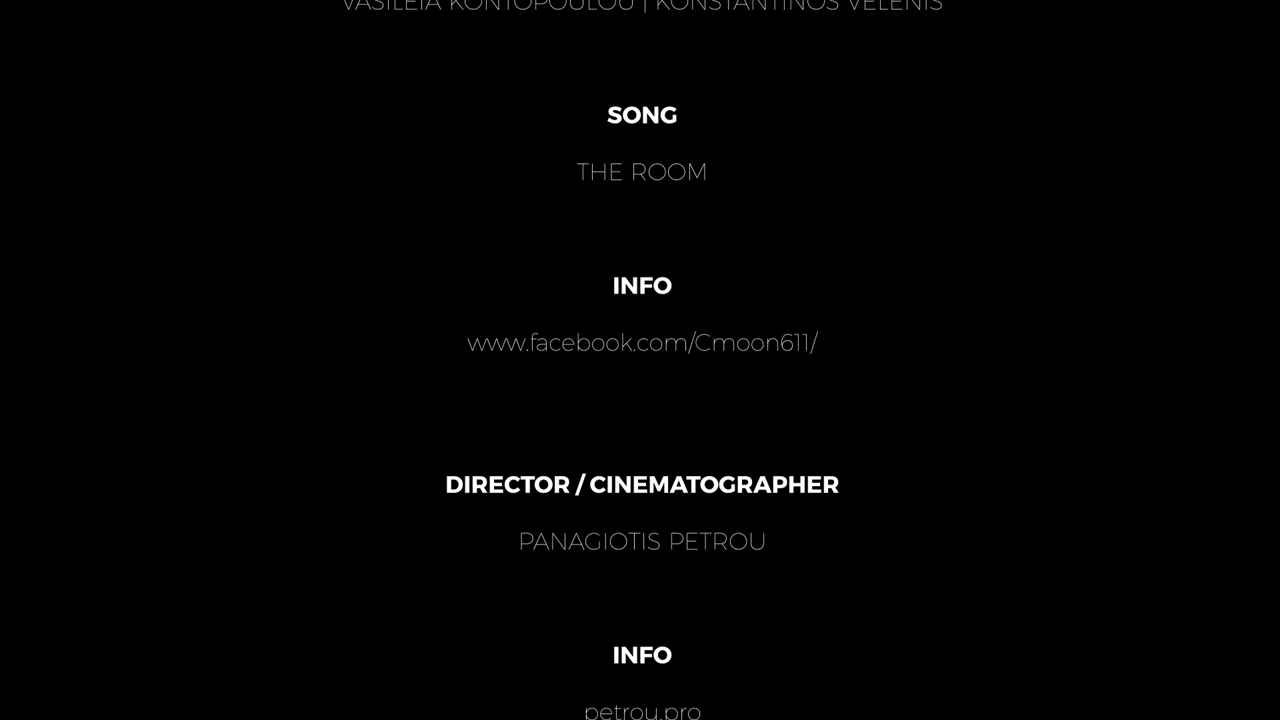 VASILEIA KONTOPOULOU | KONSTANTINOS VELENIS
SONG
THE ROOM
INFO
www.facebook.com/Cmoon611/
DIRECTOR / CINEMATOGRAPHER
PANAGIOTIS PETROU
INFO
petrou.pro